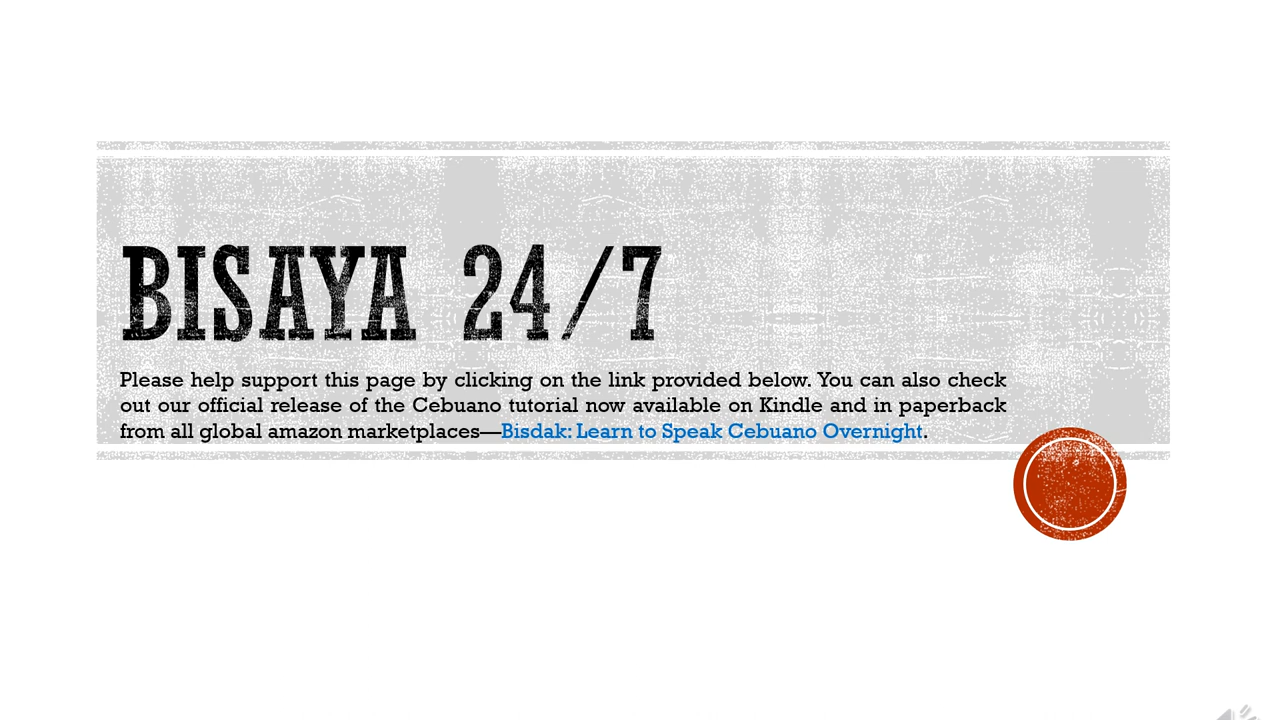 BISAYA 24/7
Please help support this page by clicking on the link provided below. You can also check
out our official release of the Cebuano tutorial now available on Kindle and in paperback
from all global amazon marketplaces—Bisdak: Learn to Speak Cebuano Overnight.